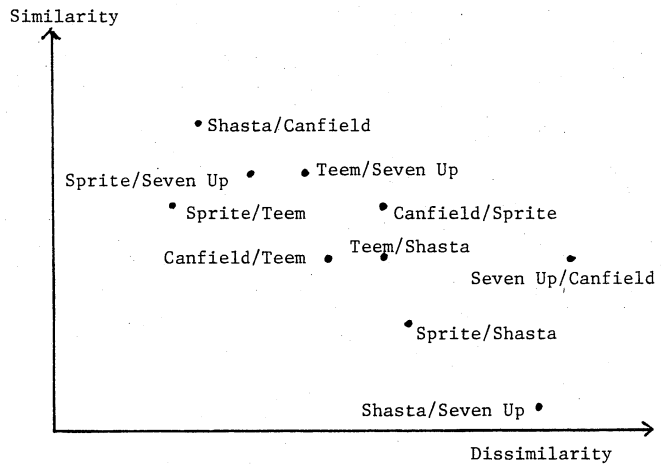 Similarity
Shasta/Canfield
Sprite/Seven Up
Teem/Seven Up
Sprite/Teem
Canfield/Sprite
Teem/Shasta
Canfield/Teem
Seven Up/Canfield
Sprite/Shasta
Shasta/Seven Up
Dissimilarity